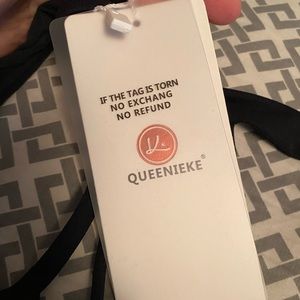 IF THE TAG IS TORN
NO EXCHANG
NO REFUND
QUEENIEKE®